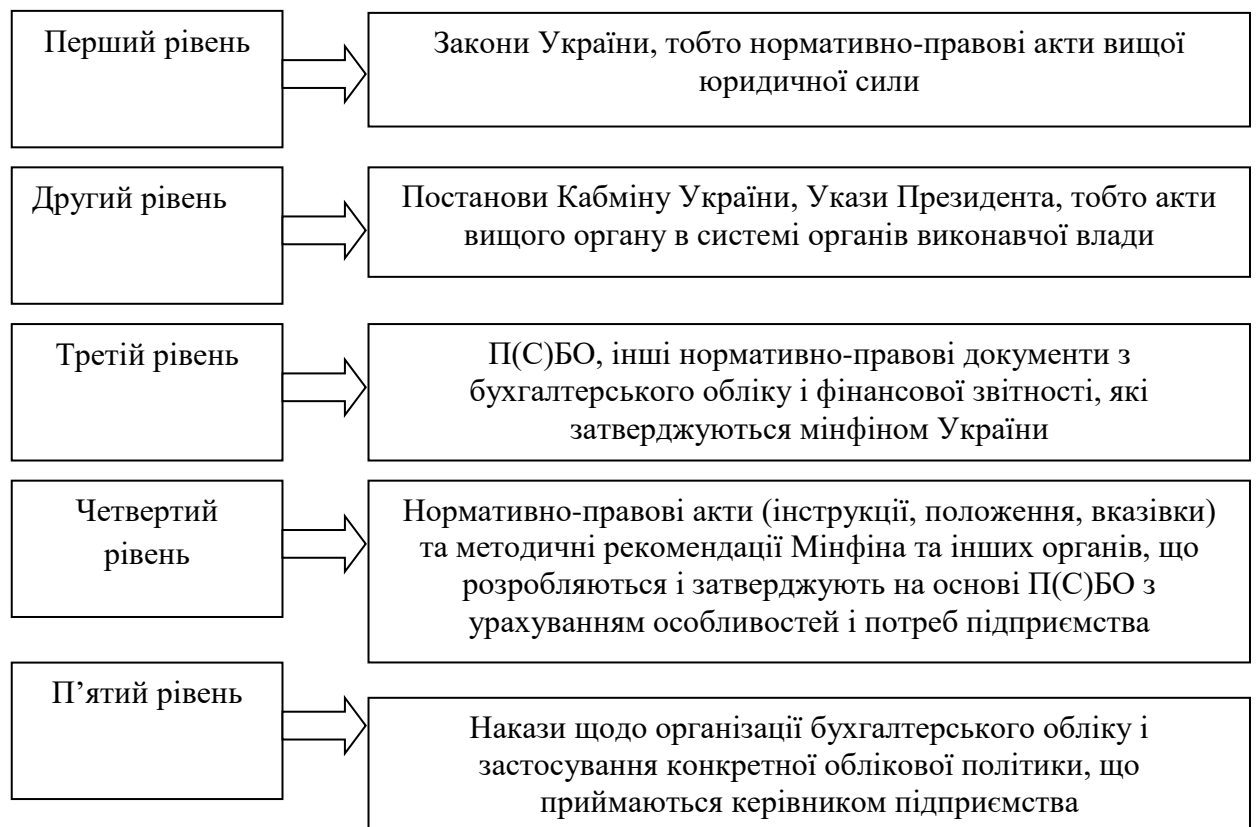 Перший рівень
Закони України, тобто нормативно-правові акти вищої
юридичної сили
Другий рівень
Постанови Кабміну України, Укази Президента, тобто акти
вищого органу в системі органів виконавчої влади
Третій рівень
П(С)БО, інші нормативно-правові документи з
бухгалтерського обліку і фінансової звітності, які
затверджуються мінфіном України
Четвертий
рівень
Нормативно-правові акти (інструкції, положення, вказівки)
та методичні рекомендації Мінфіна та інших органів, що
розробляються і затверджують на основі П(С)БО з
урахуванням особливостей і потреб підприємства
П’ятий рівень
Накази щодо організації бухгалтерського обліку і
застосування конкретної облікової політики, що
приймаються керівником підприємства